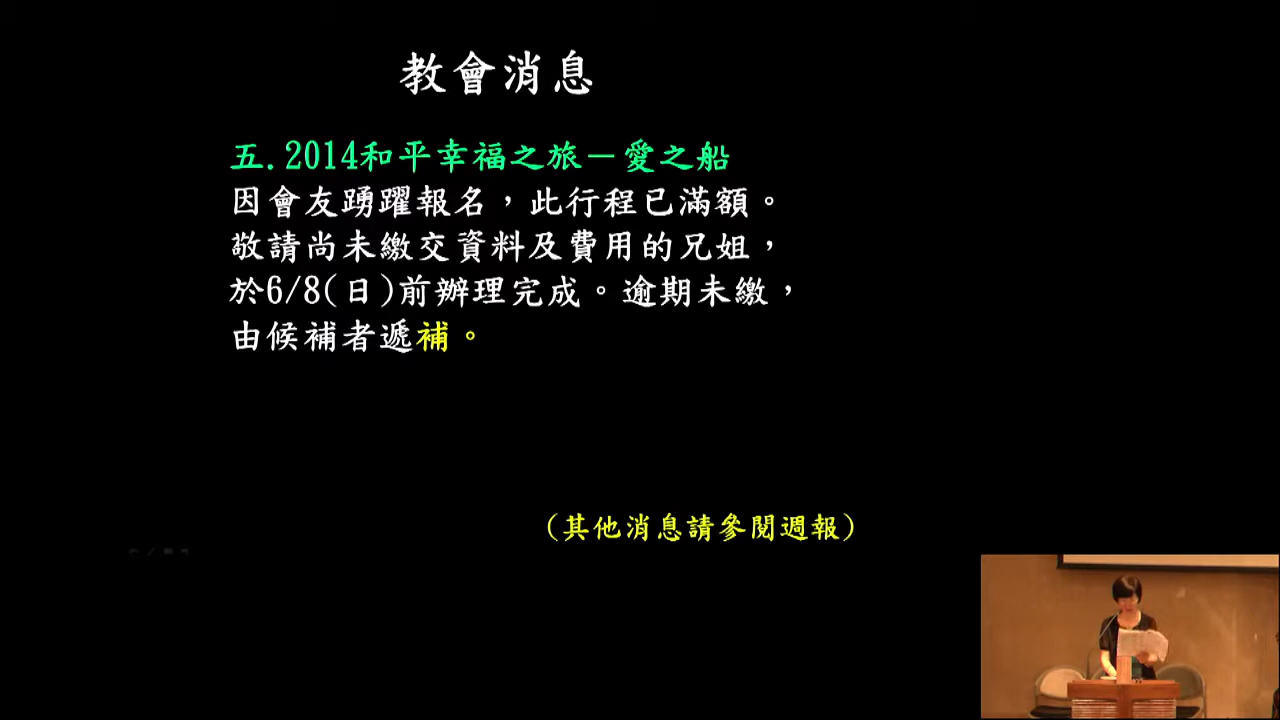 教會消息
五.2014和平幸福之旅－愛之船
因會友踴躍報名，此行程已滿額。
敬請尚未繳交資料及費用的兄姐，
於6/8(日)前辦理完成。逾期未繳，
由候補者遞補。
(其他消息請參閱週報)